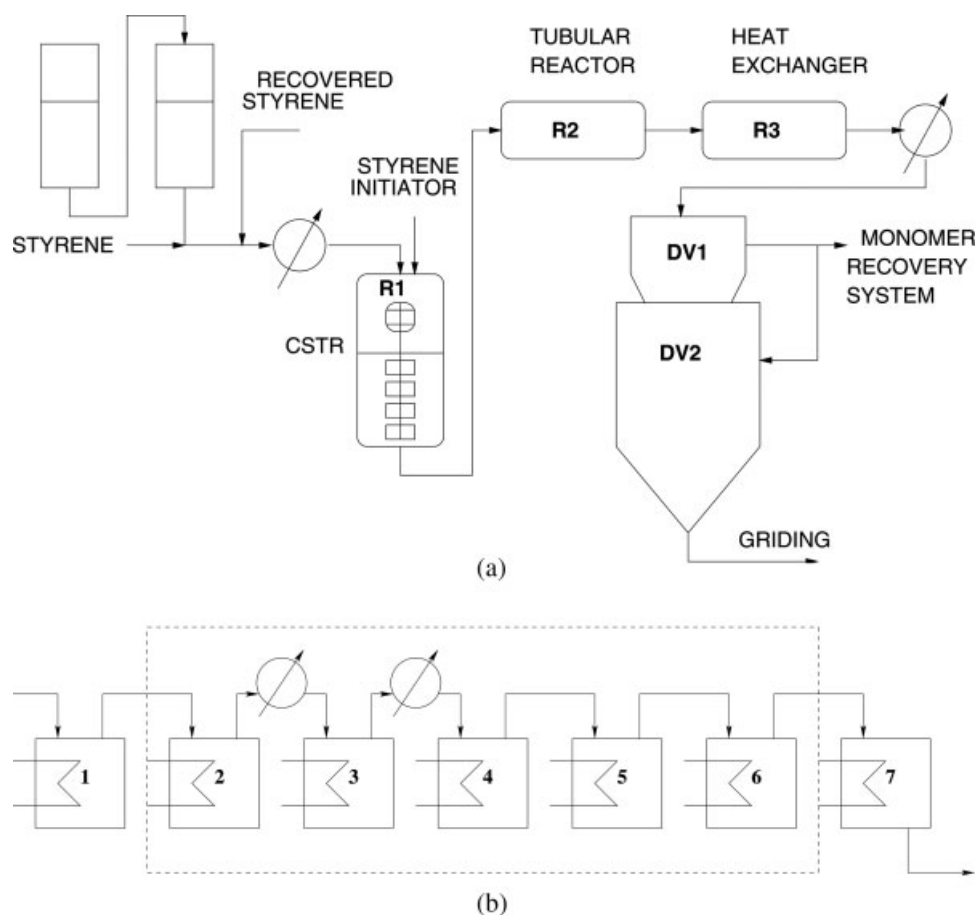 TUBULAR
REACTOR
HEAT
EXCHANGER
RECOVERED
STYRENE
R2
R3
STYRENE
INITIATOR
STYRENE
R1
CSTR
DV1
MONOMER
RECOVERY
SYSTEM
DV2
GRIDING
(a)
1
2
3
4
5
6
7
(b)